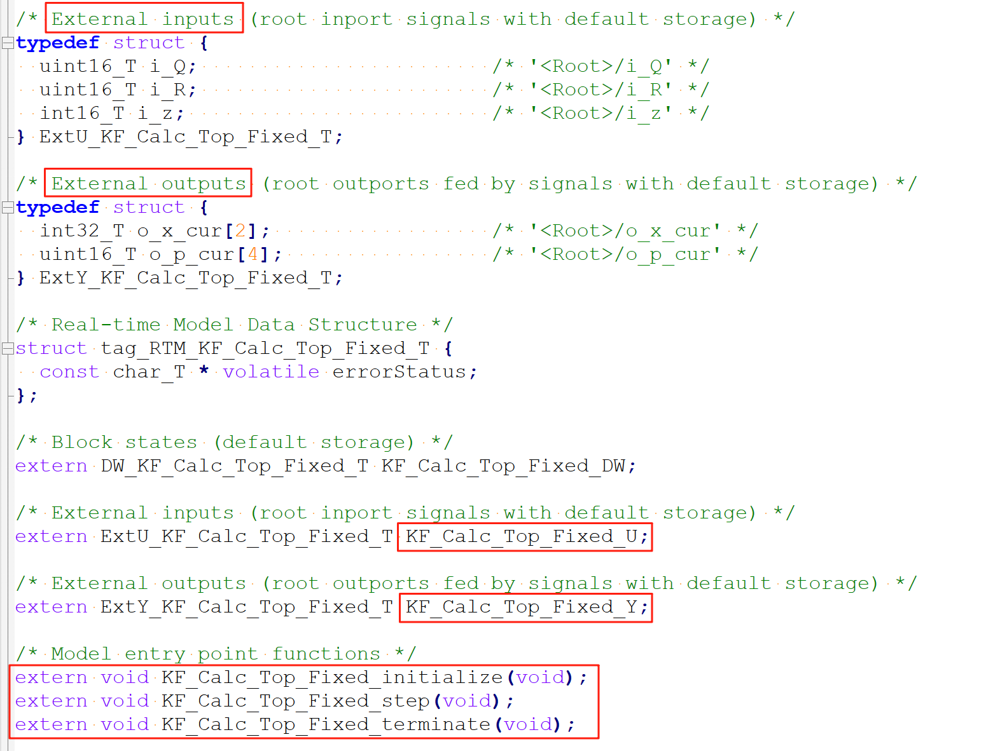 /* External inputs (root inport signals with default storage) */
typedef struct {
  uint16_T i_Q;                        /* '<Root>/i_Q' */
  uint16_T i_R;                        /* '<Root>/i_R' */
  int16_T i_z;                         /* '<Root>/i_z' */
} ExtU_KF_Calc_Top_Fixed_T;

/* External outputs (root outports fed by signals with default storage) */
typedef struct {
  int32_T o_x_cur[2];                  /* '<Root>/o_x_cur' */
  uint16_T o_p_cur[4];                 /* '<Root>/o_p_cur' */
} ExtY_KF_Calc_Top_Fixed_T;

/* Real-time Model Data Structure */
struct tag_RTM_KF_Calc_Top_Fixed_T {
  const char_T * volatile errorStatus;
};

/* Block states (default storage) */
extern DW_KF_Calc_Top_Fixed_T KF_Calc_Top_Fixed_DW;

/* External inputs (root inport signals with default storage) */
extern ExtU_KF_Calc_Top_Fixed_T KF_Calc_Top_Fixed_U;

/* External outputs (root outports fed by signals with default storage) */
extern ExtY_KF_Calc_Top_Fixed_T KF_Calc_Top_Fixed_Y;

/* Model entry point functions */
extern void KF_Calc_Top_Fixed_initialize(void);
extern void KF_Calc_Top_Fixed_step(void);
extern void KF_Calc_Top_Fixed_terminate(void);